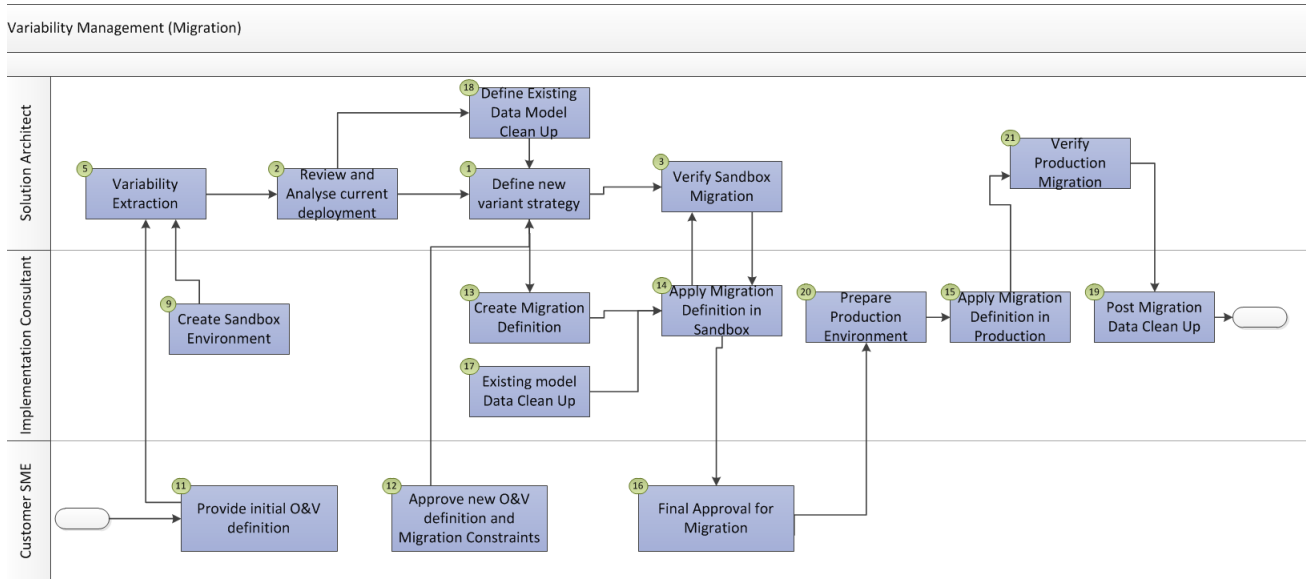 Variability Management (Migration)
Solution Architect
18
Define Existing
Data Model
Clean Up
5
Variability
Extraction
2
Review and
Analyse current
deployment
1
Define new
variant strategy
3
Verify Sandbox
Migration
21
Verify
Production
Migration
Implementation Consultant
9
Create Sandbox
Environment
13
Create Migration
Definition
17
Existing model
Data Clean Up
14
Apply Migration
Definition in
Sandbox
20
Prepare
Production
Environment
15
Apply Migration
Definition in
Production
19
Post Migration
Data Clean Up
Customer SME
11
Provide initial O&V
definition
12
Approve new O&V
definition and
Migration Constraints
16
Final Approval for
Migration